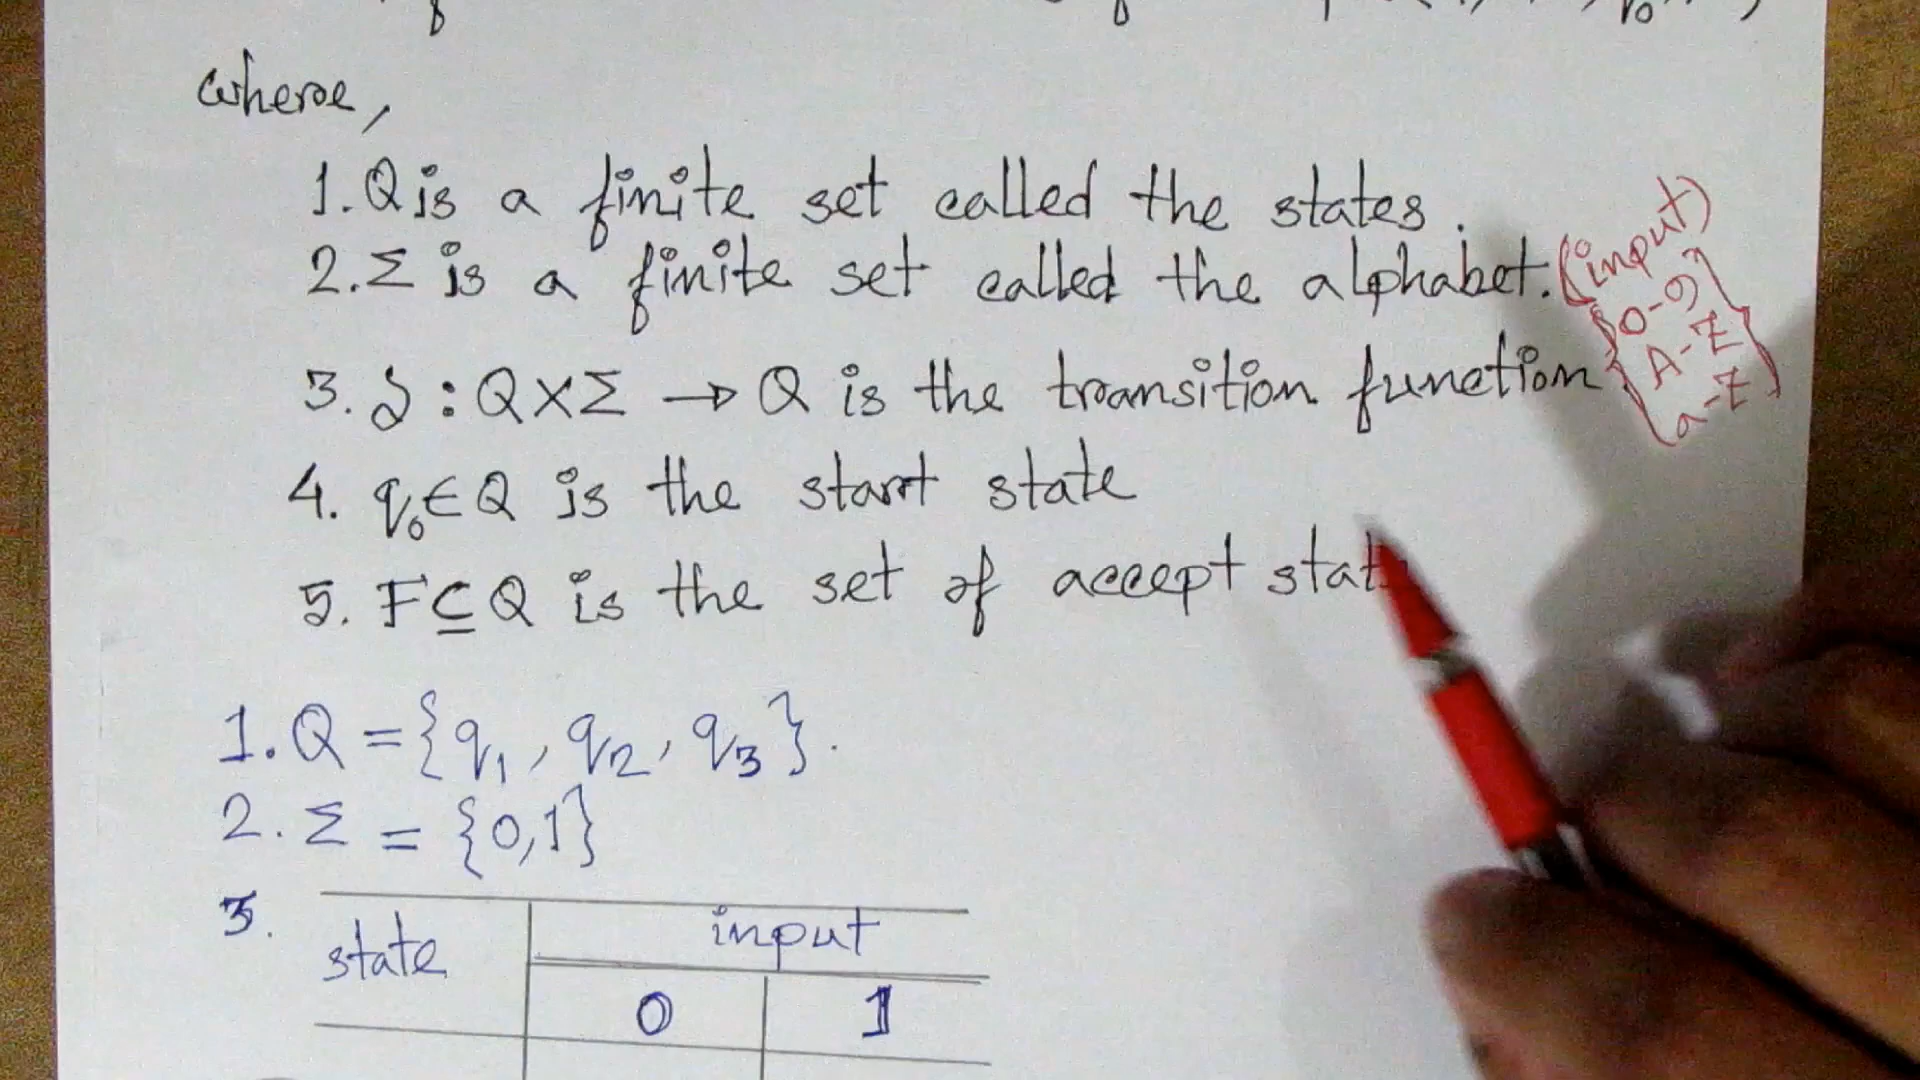 where,
1. Q is a finite set called the states.
2. Σ is a finite set called the alphabet. (input)
{0-9,
A-Z
a-z}
3. δ : Q×Σ → Q is the transition function
4. q₀ ∈ Q is the start state
5. F ⊆ Q is the set of accept stat
1. Q = {q₁, q₂, q₃}.
2. Σ = {0,1}
3.
state input
0 1